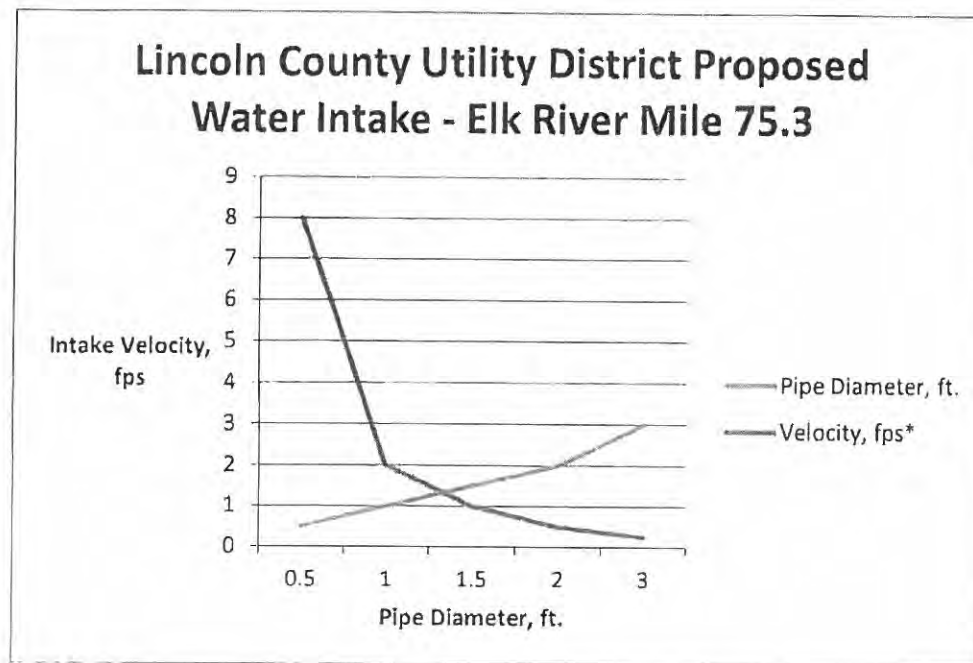 Lincoln County Utility District Proposed
Water Intake - Elk River Mile 75.3
9
8
7
6
5
4
3
2
1
0
Intake Velocity,
fps
Pipe Diameter, ft.
Velocity, fps*
0.5 1 1.5 2 3
Pipe Diameter, ft.